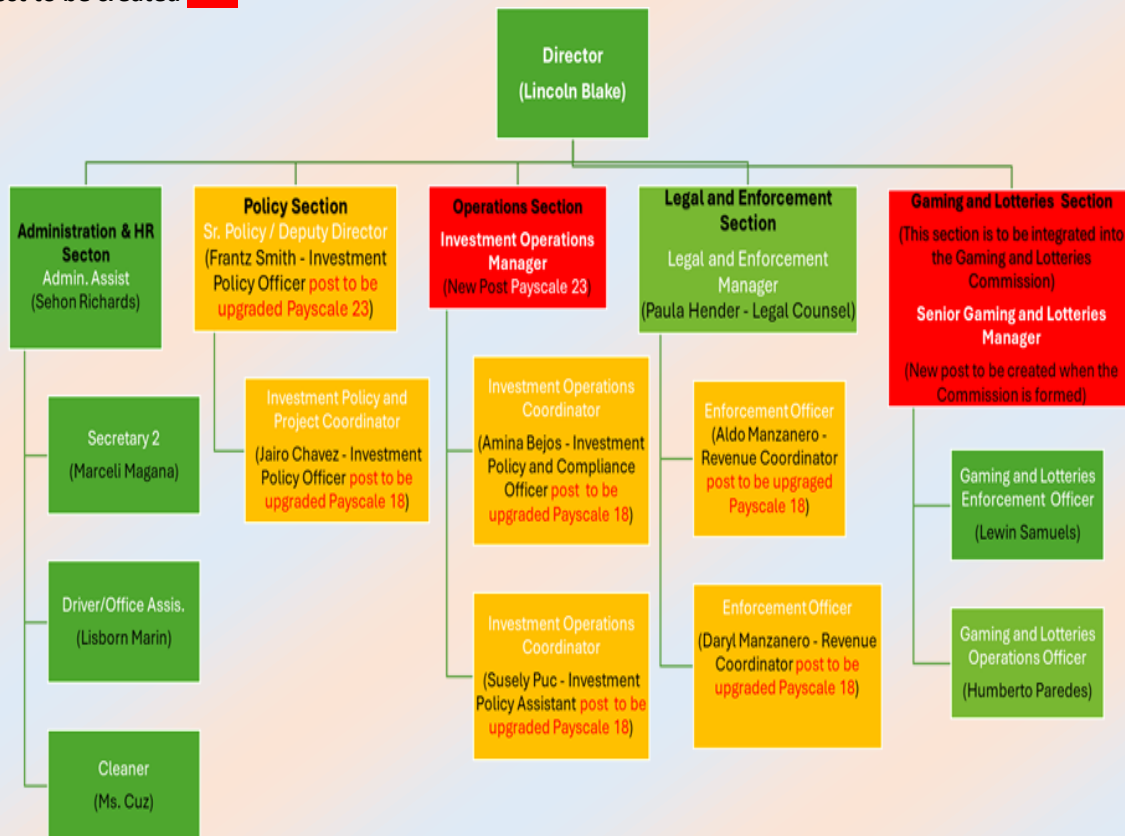 to be created
Director
(Lincoln Blake)
Administration & HR
Secton
Admin. Assist
(Sehon Richards)
Secretary 2
(Marceli Magana)
Driver/Office Assis.
(Lisborn Marin)
Cleaner
(Ms. Cuz)
Policy Section
Sr. Policy / Deputy Director
(Frantz Smith - Investment
Policy Officer post to be
upgraded Payscale 23)
Investment Policy and
Project Coordinator
(Jairo Chavez - Investment
Policy Officer post to be
upgraded Payscale 18)
Operations Section
Investment Operations
Manager
(New Post Payscale 23)
Investment Operations
Coordinator
(Amina Bejos - Investment
Policy and Compliance
Officer post to be
upgraded Payscale 18)
Investment Operations
Coordinator
(Susely Puc - Investment
Policy Assistant post to be
upgraded Payscale 18)
Legal and Enforcement
Section
Legal and Enforcement
Manager
(Paula Hender - Legal Counsel)
Enforcement Officer
(Aldo Manzanero -
Revenue Coordinator
post to be upgraged
Payscale 18)
Enforcement Officer
(Daryl Manzanero - Revenue
Coordinator post to be
upgraded Payscale 18)
Gaming and Lotteries Section
(This section is to be integrated into
the Gaming and Lotteries
Commission)
Senior Gaming and Lotteries
Manager
(New post to be created when the
Commission is formed)
Gaming and Lotteries
Enforcement Officer
(Lewin Samuels)
Gaming and Lotteries
Operations Officer
(Humberto Paredes)